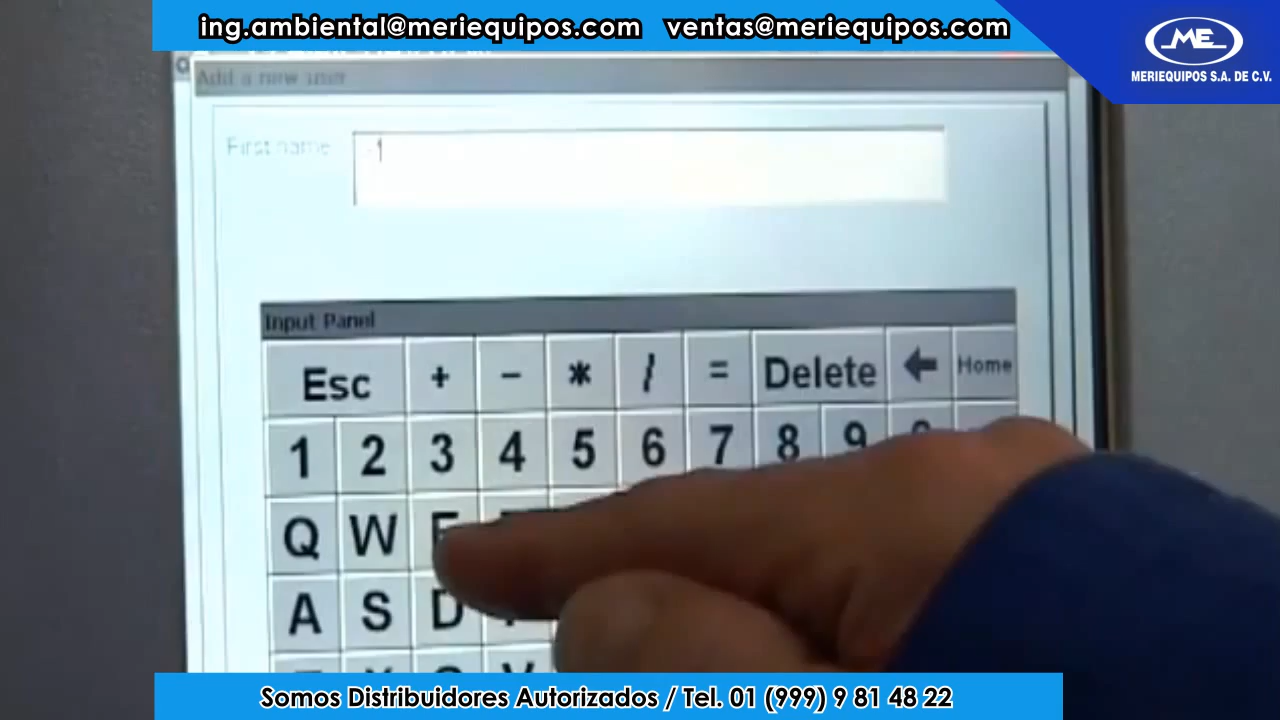 ing.ambiental@meriequipos.com ventas@meriequipos.com
ME
MERIEQUIPOS S.A. DE C.V.
Add a new user
First name
Input Panel
Esc + - * / = Delete Home
1 2 3 4 5 6 7 8 9
Q W E
A S D
Somos Distribuidores Autorizados / Tel. 01 (999) 9 81 48 22